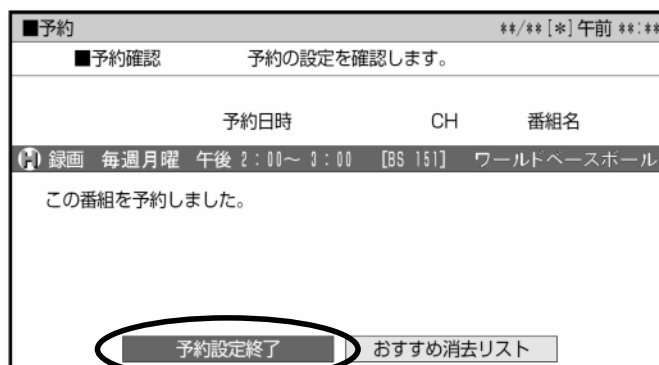 ■予約 **/**[*]午前 **:**
■予約確認 予約の設定を確認します。
予約日時 CH 番組名
H 録画 毎週月曜 午後 2:00～ 3:00 [BS 151] ワールドベースボール
この番組を予約しました。
予約設定終了 おすすめ消去リスト